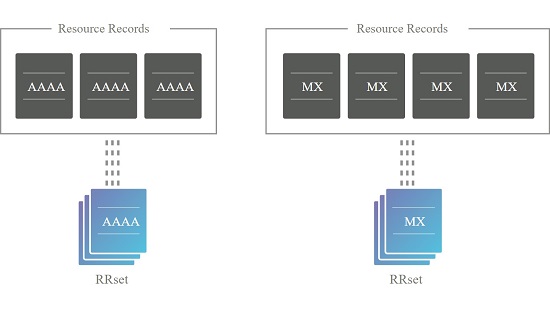 Resource Records
AAAA AAAA AAAA
AAAA
RRset
Resource Records
MX MX MX MX
MX
RRset